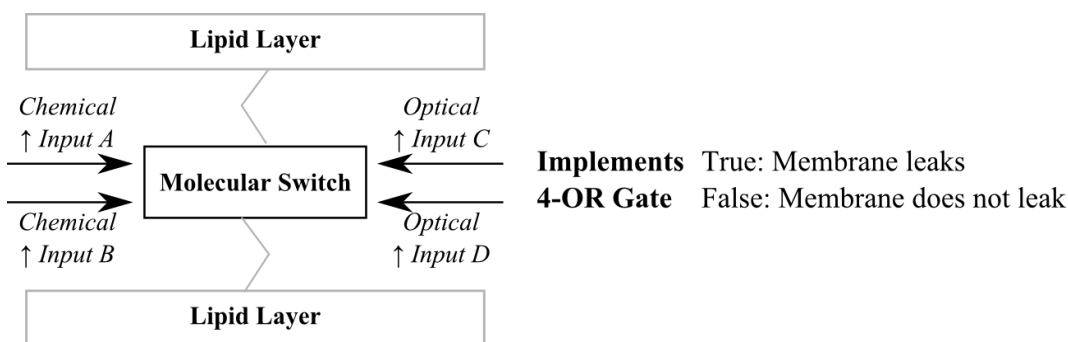 Lipid Layer
Chemical
↑ Input A
Optical
↑ Input C
Molecular Switch
Chemical
↑ Input B
Optical
↑ Input D
Lipid Layer
Implements True: Membrane leaks
4-OR Gate False: Membrane does not leak